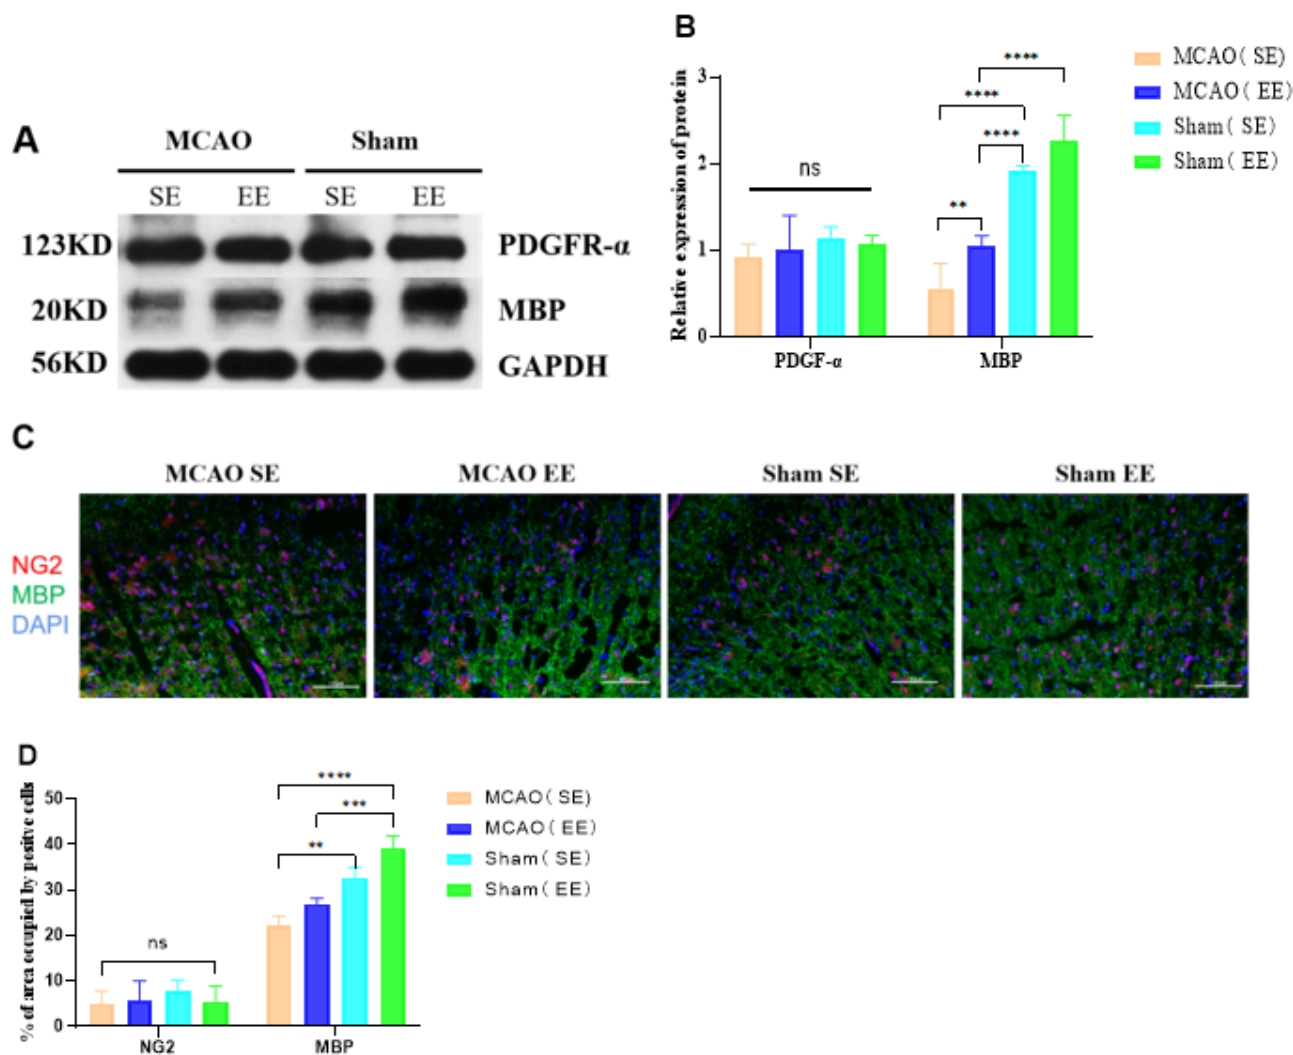 A
MCAO Sham
SE EE SE EE
123KD PDGFR-α
20KD MBP
56KD GAPDH
B
Relative expression of protein
3
2
1
0
ns
**
****
****
****
PDGF-α MBP
MCAO( SE)
MCAO( EE)
Sham( SE)
Sham( EE)
C
MCAO SE MCAO EE Sham SE Sham EE
NG2
MBP
DAPI
D
% of area occupied by positve cells
50
40
30
20
10
0
ns
**
***
****
NG2 MBP
MCAO( SE)
MCAO( EE)
Sham( SE)
Sham( EE)